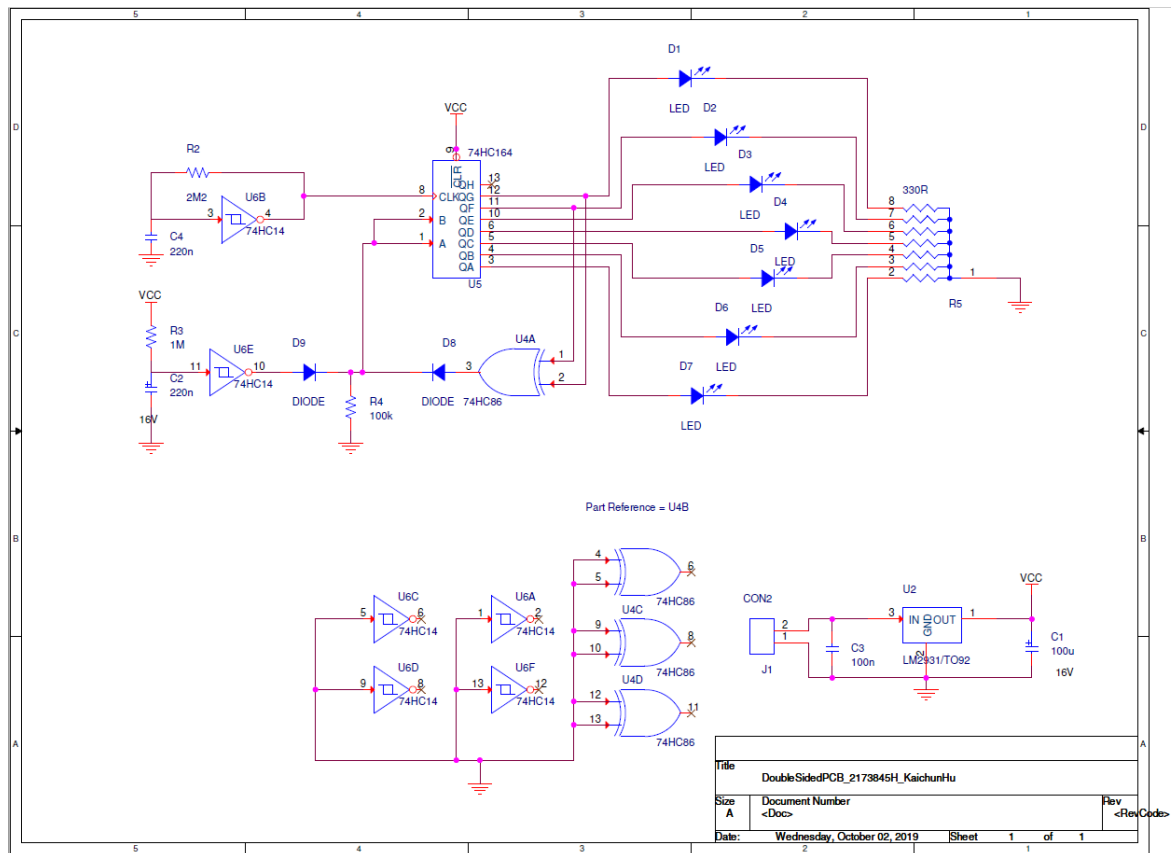 5 4 3 2 1
D
D
C
C
B
B
A
A
D1
LED
D2
LED
D3
LED
D4
LED
D5
LED
D6
LED
D7
LED
VCC
9
74HC164
CLR
8 CLK
2 B
1 A
QH 13
QG 12
QF 11
QE 10
QD 6
QC 5
QB 4
QA 3
U5
R2
2M2
U6B
3 4
74HC14
C4
220n
VCC
R3
1M
U6E
11 10
74HC14
C2
220n
16V
D9
DIODE
R4
100k
D8
DIODE
U4A
3
1
2
74HC86
330R
8
7
6
5
4
3
2
1
R5
Part Reference = U4B
4
5
6
74HC86
U4C
9
10
8
74HC86
U4D
12
13
11
74HC86
U6C
5 6
74HC14
U6D
9 8
74HC14
U6A
1 2
74HC14
U6F
13 12
74HC14
CON2
2
1
J1
C3
100n
U2
3 IN OUT 1
GND
2
LM2931/TO92
VCC
C1
100u
16V
Title
DoubleSidedPCB_2173845H_KaichunHu
Size Document Number Rev
A <Doc> <RevCode>
Date: Wednesday, October 02, 2019 Sheet 1 of 1
5 4 3 2 1